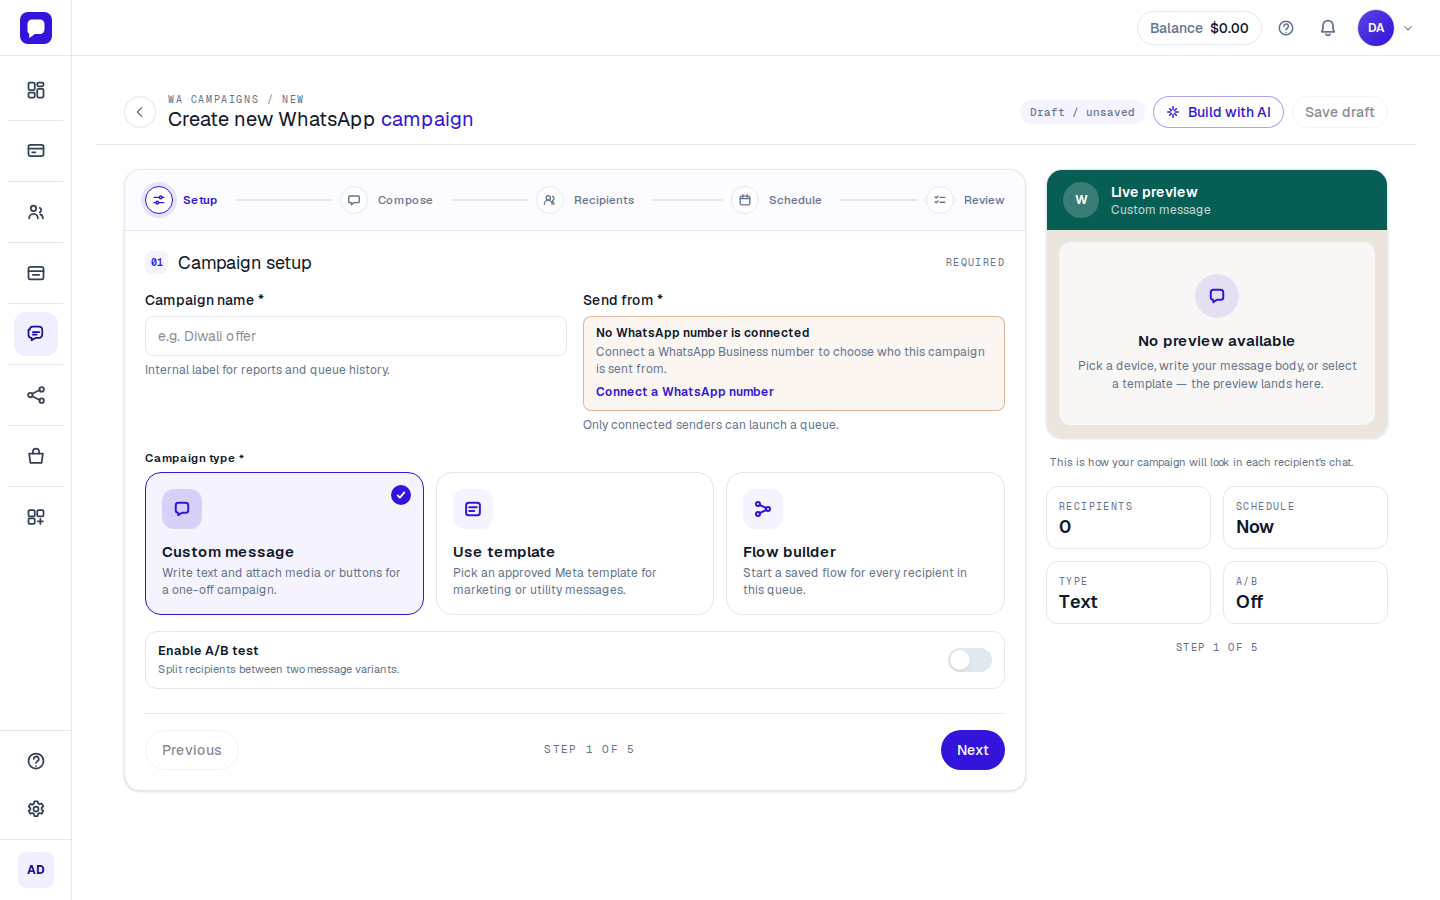 Balance $0.00
DA
WA CAMPAIGNS / NEW
Create new WhatsApp campaign
Draft / unsaved
Build with AI
Save draft
Setup
Compose
Recipients
Schedule
Review
01 Campaign setup
REQUIRED
Campaign name *
e.g. Diwali offer
Internal label for reports and queue history.
Send from *
No WhatsApp number is connected
Connect a WhatsApp Business number to choose who this campaign
is sent from.
Connect a WhatsApp number
Only connected senders can launch a queue.
Campaign type *
Custom message
Write text and attach media or buttons for
a one-off campaign.
Use template
Pick an approved Meta template for
marketing or utility messages.
Flow builder
Start a saved flow for every recipient in
this queue.
Enable A/B test
Split recipients between two message variants.
Previous
STEP 1 OF 5
Next
W
Live preview
Custom message
No preview available
Pick a device, write your message body, or select
a template — the preview lands here.
This is how your campaign will look in each recipient's chat.
RECIPIENTS
0
SCHEDULE
Now
TYPE
Text
A/B
Off
STEP 1 OF 5
AD